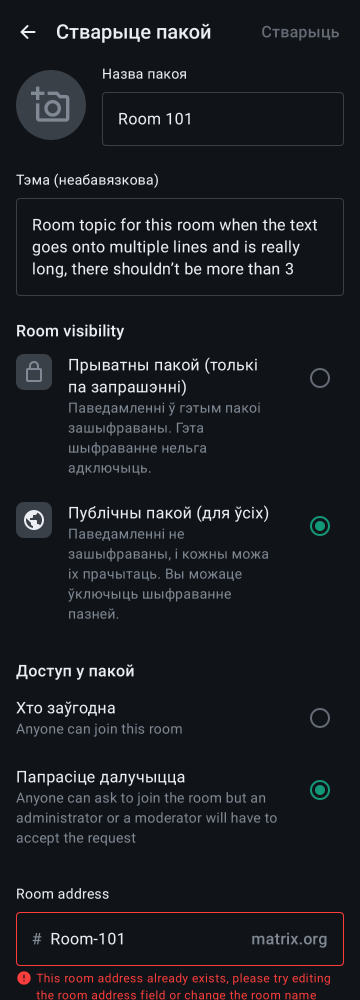 Стварыце пакой
Стварыць
Назва пакоя
Room 101
Тэма (неабавязкова)
Room topic for this room when the text
goes onto multiple lines and is really
long, there shouldn’t be more than 3
Room visibility
Прыватны пакой (толькі
па запрашэнні)
Паведамленні ў гэтым пакоі
зашыфраваны. Гэта
шыфраванне нельга
адключыць.
Публічны пакой (для ўсіх)
Паведамленні не
зашыфраваны, і кожны можа
іх прачытаць. Вы можаце
ўключыць шыфраванне
пазней.
Доступ у пакой
Хто заўгодна
Anyone can join this room
Папрасіце далучыцца
Anyone can ask to join the room but an
administrator or a moderator will have to
accept the request
Room address
# Room-101 matrix.org
This room address already exists, please try editing
the room address field or change the room name